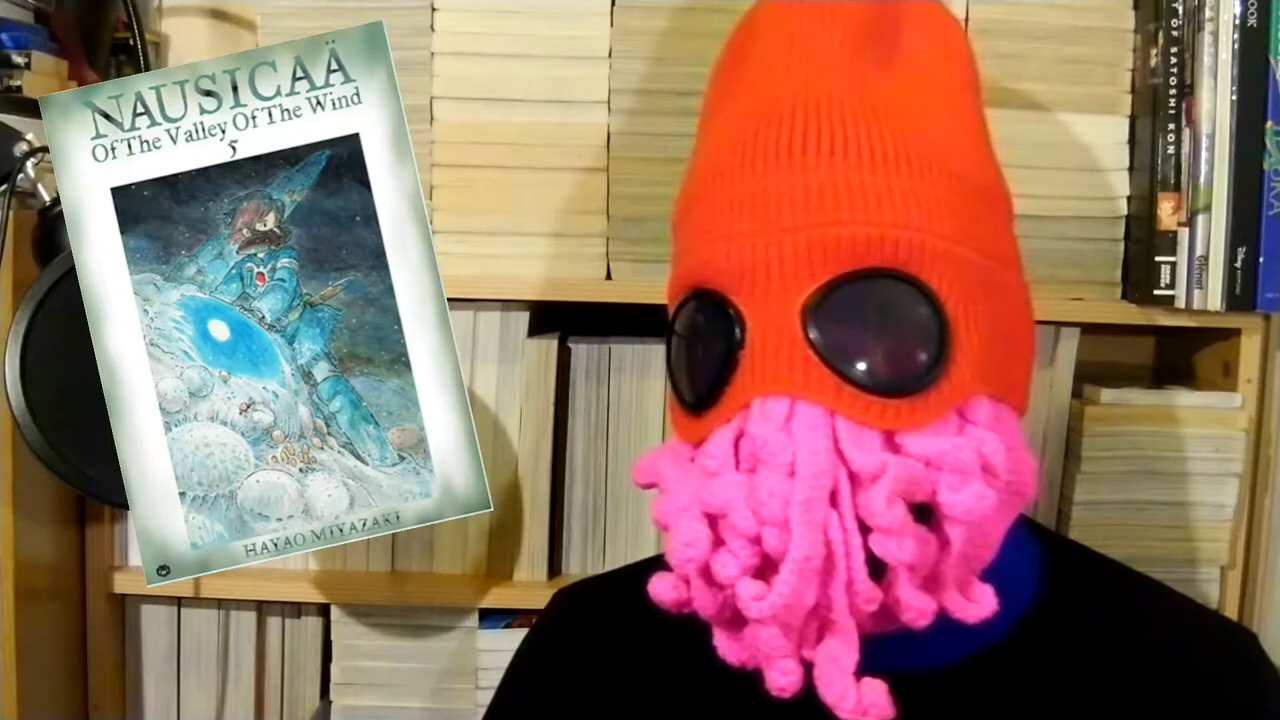 NAUSICAÄ
Of The Valley Of The Wind
5
HAYAO MIYAZAKI
T OF SATOSHI KON